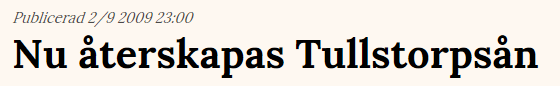 Publicerad 2/9 2009 23:00
Nu återskapas Tullstorpsån